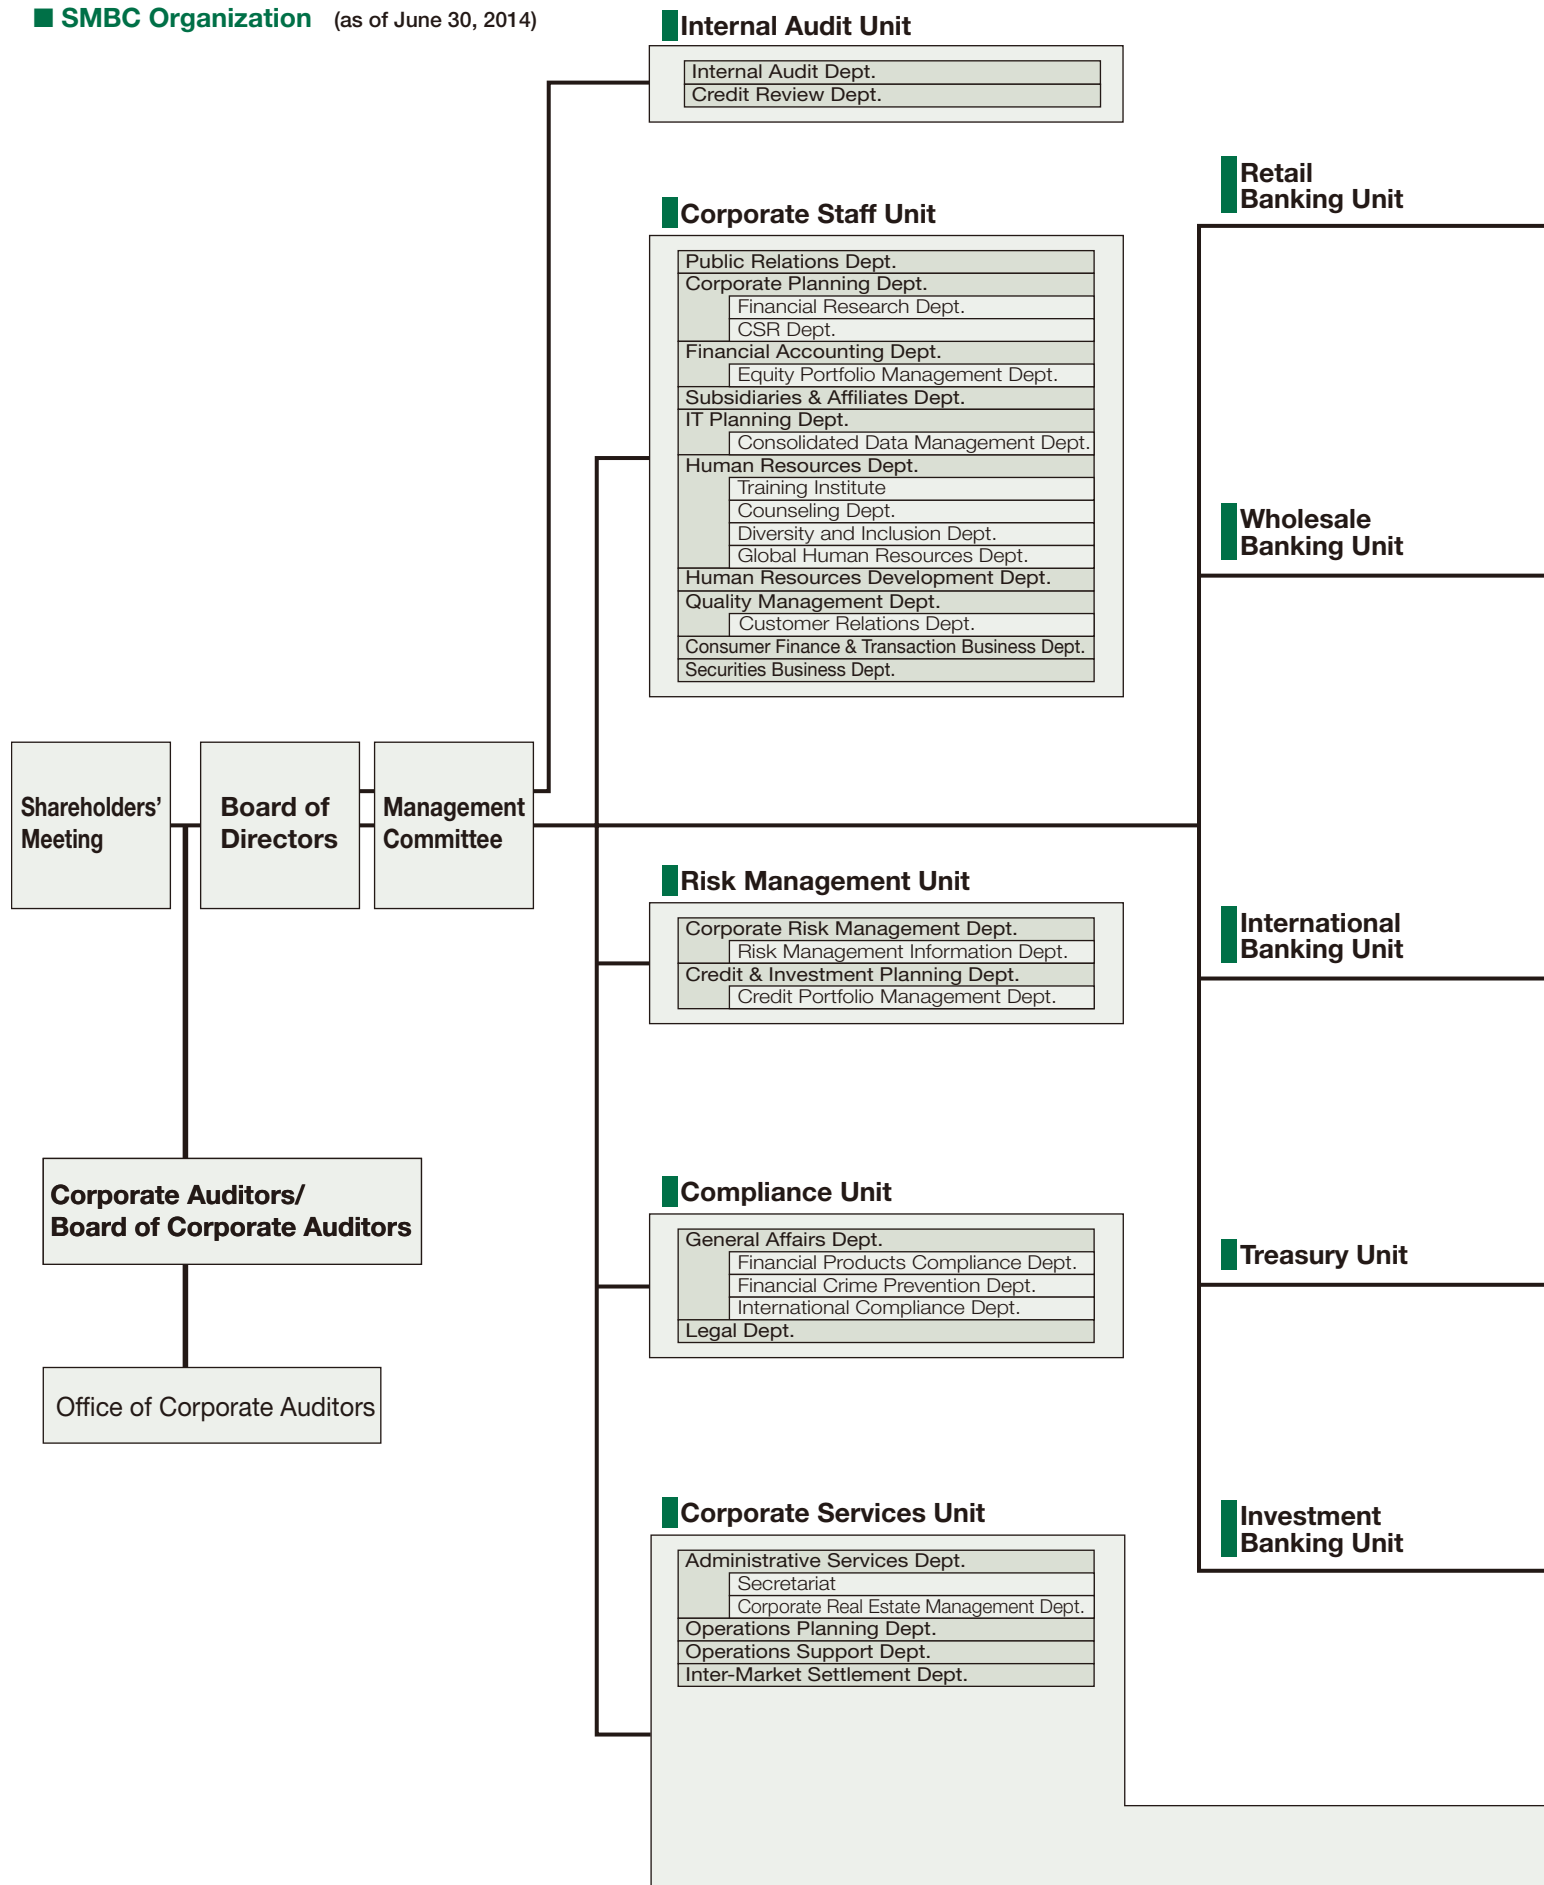 ■ SMBC Organization (as of June 30, 2014)
Internal Audit Unit
Internal Audit Dept.
Credit Review Dept.
Corporate Staff Unit
Public Relations Dept.
Corporate Planning Dept.
Financial Research Dept.
CSR Dept.
Financial Accounting Dept.
Equity Portfolio Management Dept.
Subsidiaries & Affiliates Dept.
IT Planning Dept.
Consolidated Data Management Dept.
Human Resources Dept.
Training Institute
Counseling Dept.
Diversity and Inclusion Dept.
Global Human Resources Dept.
Human Resources Development Dept.
Quality Management Dept.
Customer Relations Dept.
Consumer Finance & Transaction Business Dept.
Securities Business Dept.
Shareholders'
Meeting
Board of
Directors
Management
Committee
Risk Management Unit
Corporate Risk Management Dept.
Risk Management Information Dept.
Credit & Investment Planning Dept.
Credit Portfolio Management Dept.
Corporate Auditors/
Board of Corporate Auditors
Office of Corporate Auditors
Compliance Unit
General Affairs Dept.
Financial Products Compliance Dept.
Financial Crime Prevention Dept.
International Compliance Dept.
Legal Dept.
Corporate Services Unit
Administrative Services Dept.
Secretariat
Corporate Real Estate Management Dept.
Operations Planning Dept.
Operations Support Dept.
Inter-Market Settlement Dept.
Retail
Banking Unit
Wholesale
Banking Unit
International
Banking Unit
Treasury Unit
Investment
Banking Unit